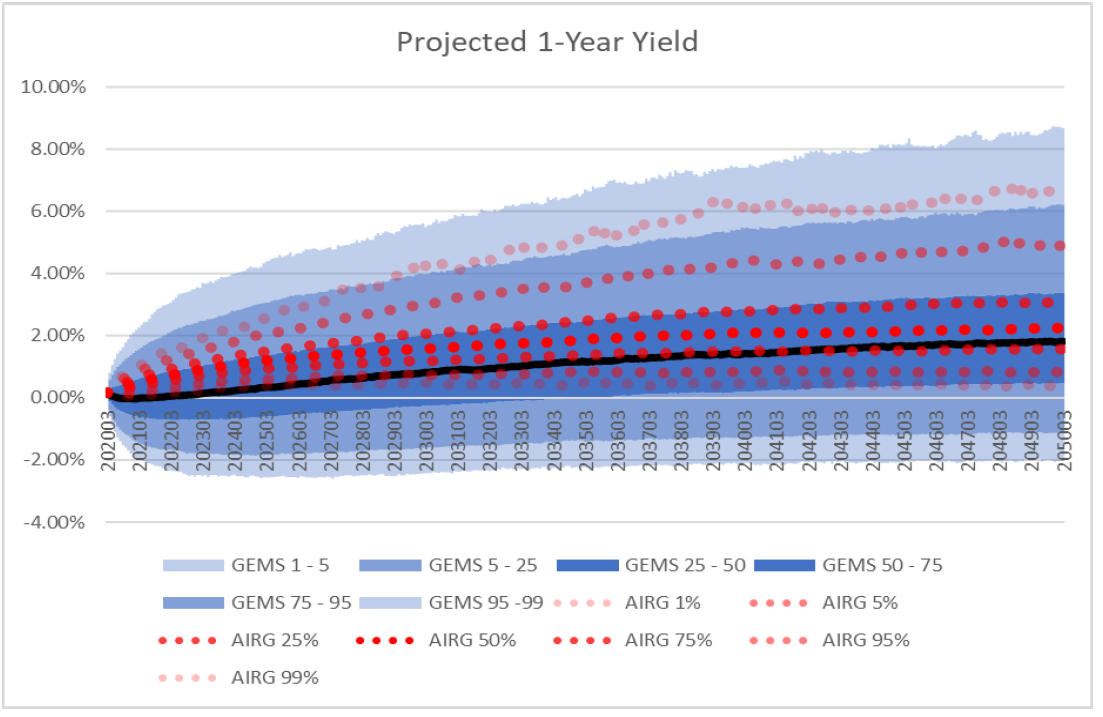 Projected 1-Year Yield
10.00%
8.00%
6.00%
4.00%
2.00%
0.00%
-2.00%
-4.00%
202003 202103 202203 202303 202403 202503 202603 202703 202803 202903 203003 203103 203203 203303 203403 203503 203603 203703 203803 203903 204003 204103 204203 204303 204403 204503 204603 204703 204803 204903 205003
GEMS 1 - 5 GEMS 5 - 25 GEMS 25 - 50 GEMS 50 - 75
GEMS 75 - 95 GEMS 95 -99 AIRG 1% AIRG 5%
AIRG 25% AIRG 50% AIRG 75% AIRG 95%
AIRG 99%